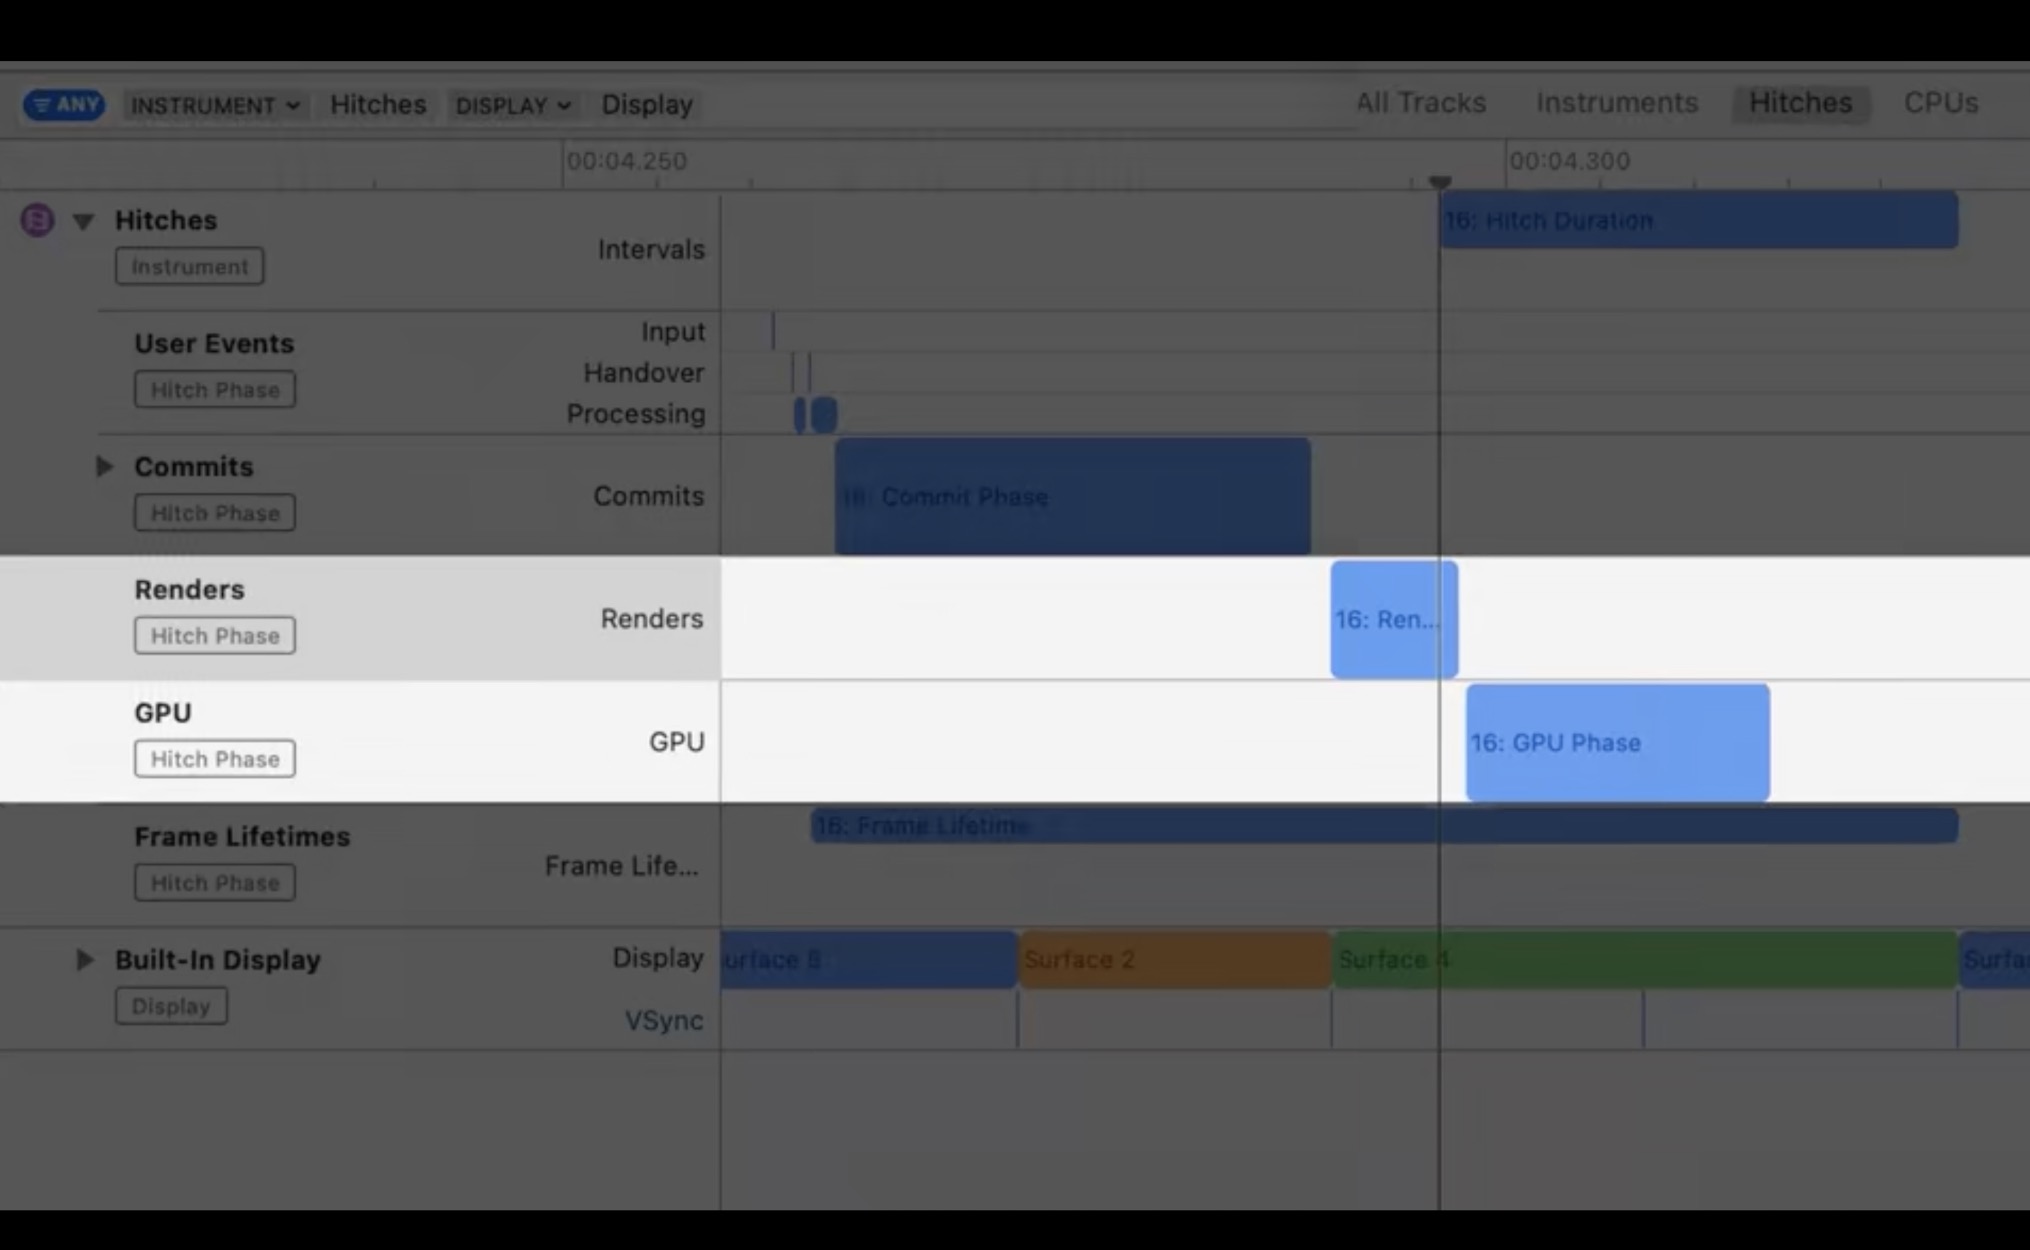 ANY INSTRUMENT Hitches DISPLAY Display All Tracks Instruments Hitches CPUs
00:04.250 00:04.300
Hitches
Instrument
Intervals
16: Hitch Duration
User Events
Hitch Phase
Input
Handover
Processing
Commits
Hitch Phase
Commits
Commit Phase
Renders
Hitch Phase
Renders
16: Ren...
GPU
Hitch Phase
GPU
16: GPU Phase
Frame Lifetimes
Hitch Phase
Frame Life...
16: Frame Lifetime
Built-In Display
Display
Display
urface 8 Surface 2 Surface 4 Surfa
VSync